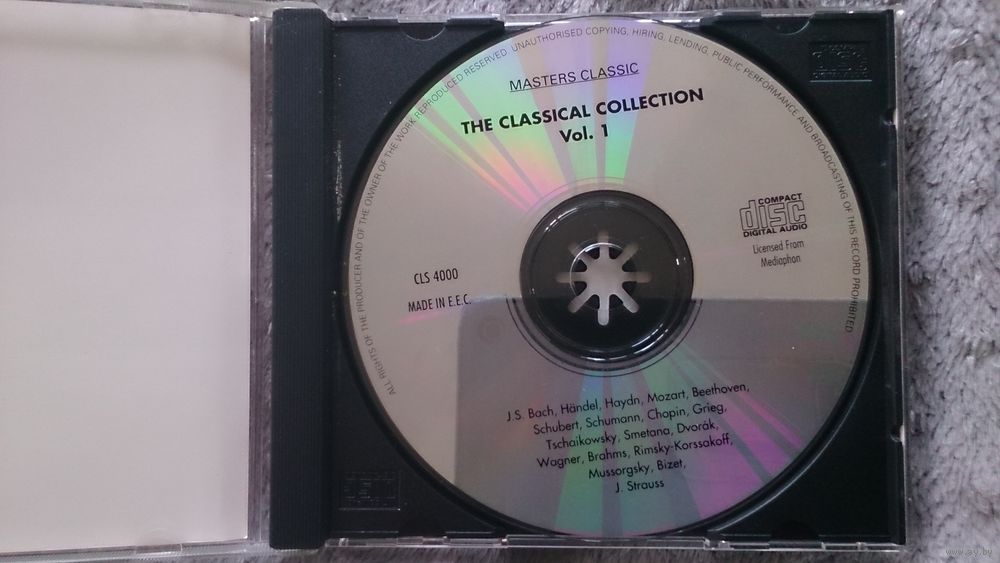 ALL RIGHTS OF THE PRODUCER AND OF THE OWNER OF THE WORK REPRODUCED RESERVED UNAUTHORISED COPYING, HIRING, LENDING, PUBLIC PERFORMANCE AND BROADCASTING OF THIS RECORD PROHIBITED
MASTERS CLASSIC
THE CLASSICAL COLLECTION
Vol. 1
COMPACT
disc
DIGITAL AUDIO
Licensed From
Mediaphon
CLS 4000
MADE IN E.E.C.
J.S. Bach, Händel, Haydn, Mozart, Beethoven,
Schubert, Schumann, Chopin, Grieg,
Tschaikowsky, Smetana, Dvorák,
Wagner, Brahms, Rimsky-Korssakoff,
Mussorgsky, Bizet,
J. Strauss
www.ay.by